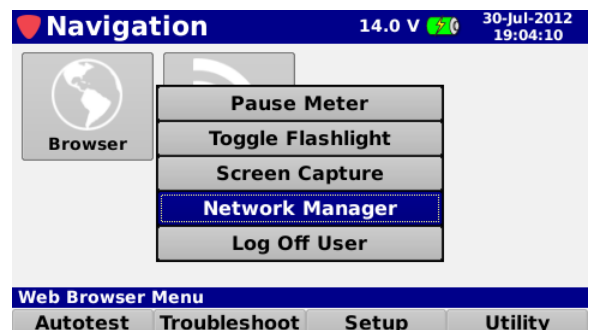 Navigation
14.0 V
30-Jul-2012
19:04:10
Browser
Pause Meter
Toggle Flashlight
Screen Capture
Network Manager
Log Off User
Web Browser Menu
Autotest Troubleshoot Setup Utility